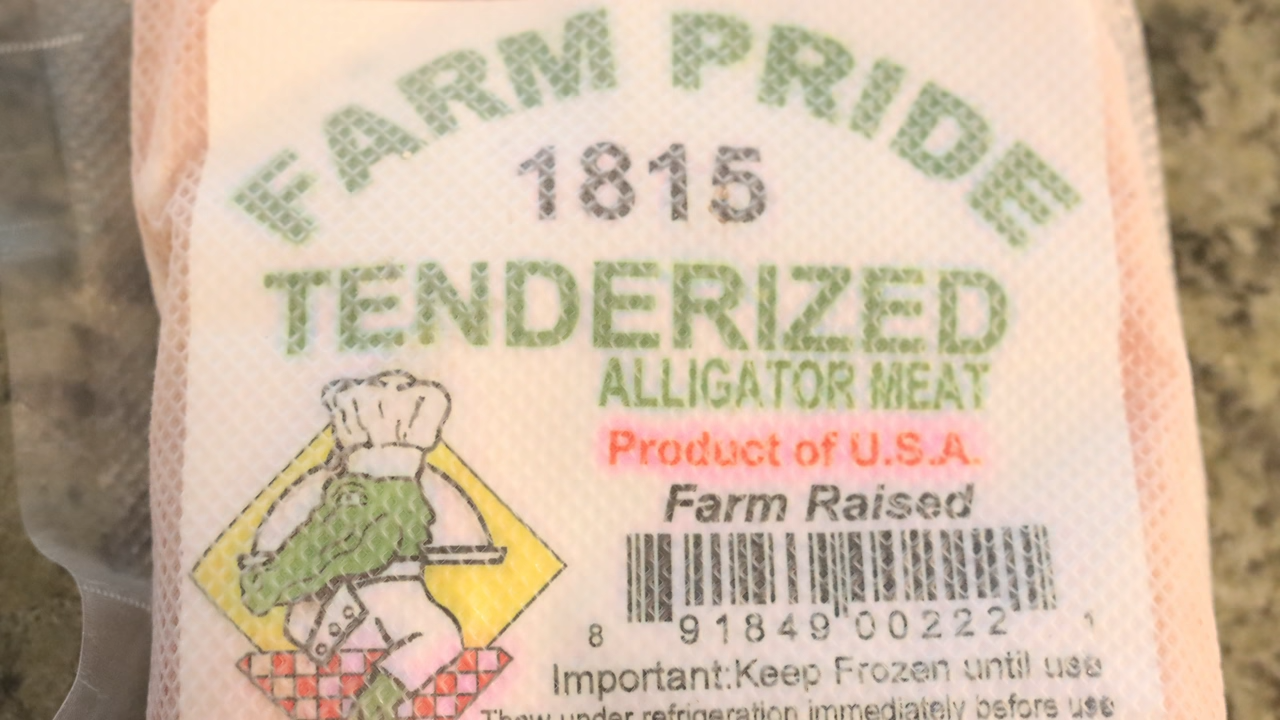 FARM PRIDE
1815
TENDERIZED
ALLIGATOR MEAT
Product of U.S.A.
Farm Raised
8 91849 00222 1
Important:Keep Frozen until use
Thaw under refrigeration immediately before use